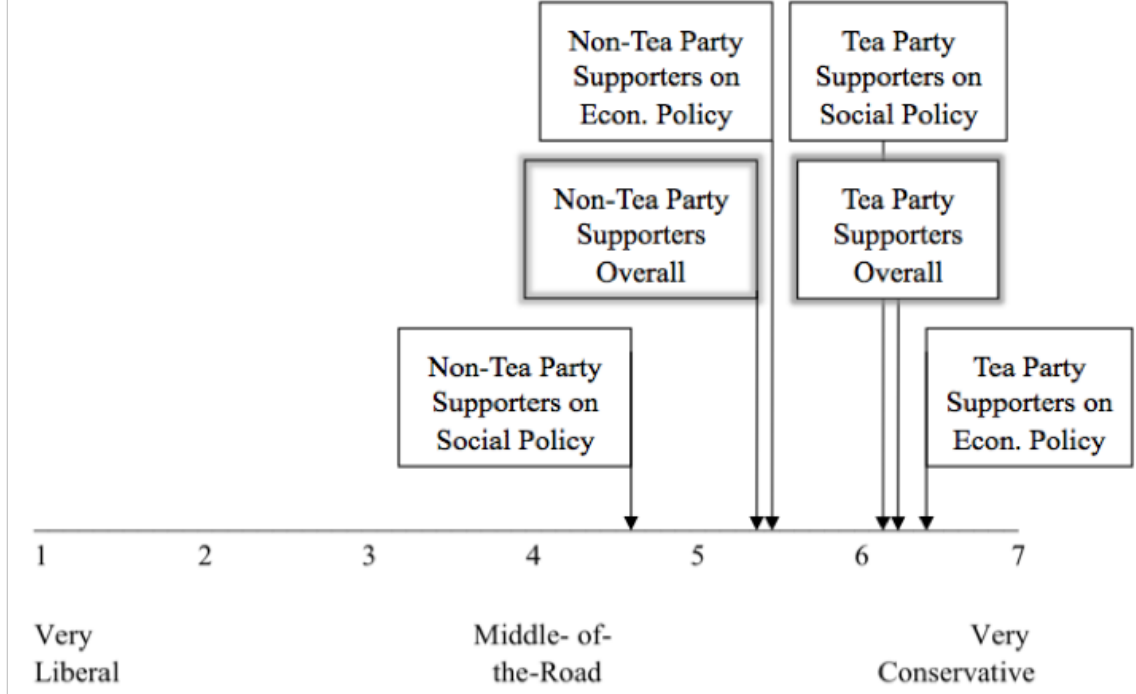 Non-Tea Party
Supporters on
Econ. Policy
Tea Party
Supporters on
Social Policy
Non-Tea Party
Supporters
Overall
Tea Party
Supporters
Overall
Non-Tea Party
Supporters on
Social Policy
Tea Party
Supporters on
Econ. Policy
1 2 3 4 5 6 7
Very
Liberal
Middle- of-
the-Road
Very
Conservative